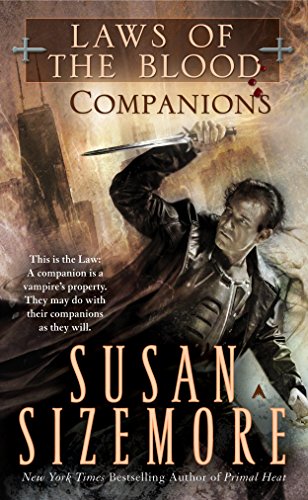 LAWS OF
THE BLOOD
COMPANIONS
This is the Law:
A companion is a
vampire's property.
They may do with
their companions
as they will.
SUSAN
SIZEMORE
New York Times Bestselling Author of Primal Heat